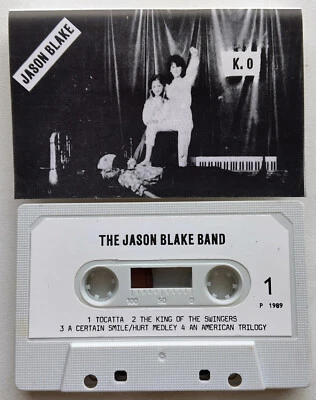 JASON BLAKE
K.O
THE JASON BLAKE BAND
1
P 1989
100 50 0
1 TOCATTA 2 THE KING OF THE SWINGERS
3 A CERTAIN SMILE/HURT MEDLEY 4 AN AMERICAN TRILOGY